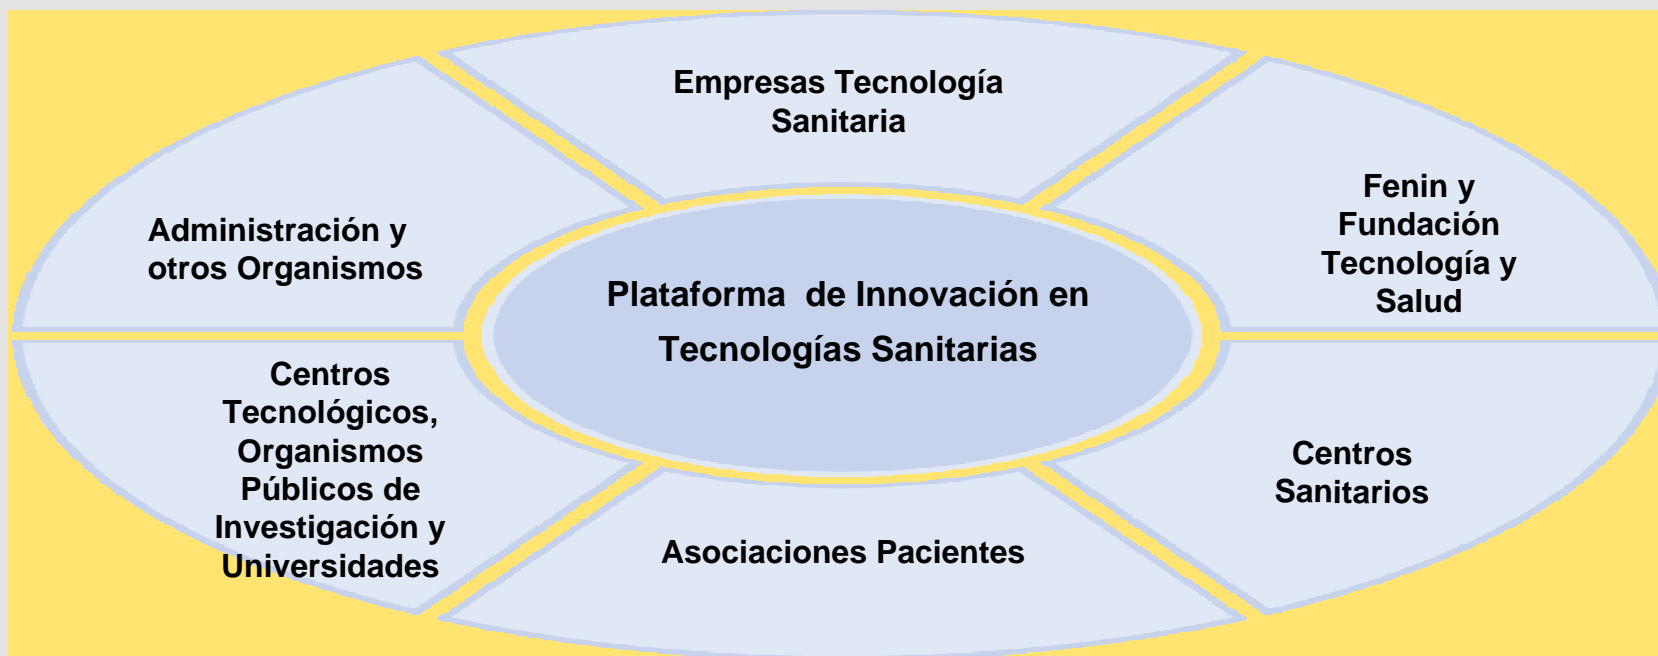 Empresas Tecnología
Sanitaria
Fenin y
Fundación
Tecnología y
Salud
Administración y
otros Organismos
Plataforma de Innovación en
Tecnologías Sanitarias
Centros
Tecnológicos,
Organismos
Públicos de
Investigación y
Universidades
Centros
Sanitarios
Asociaciones Pacientes